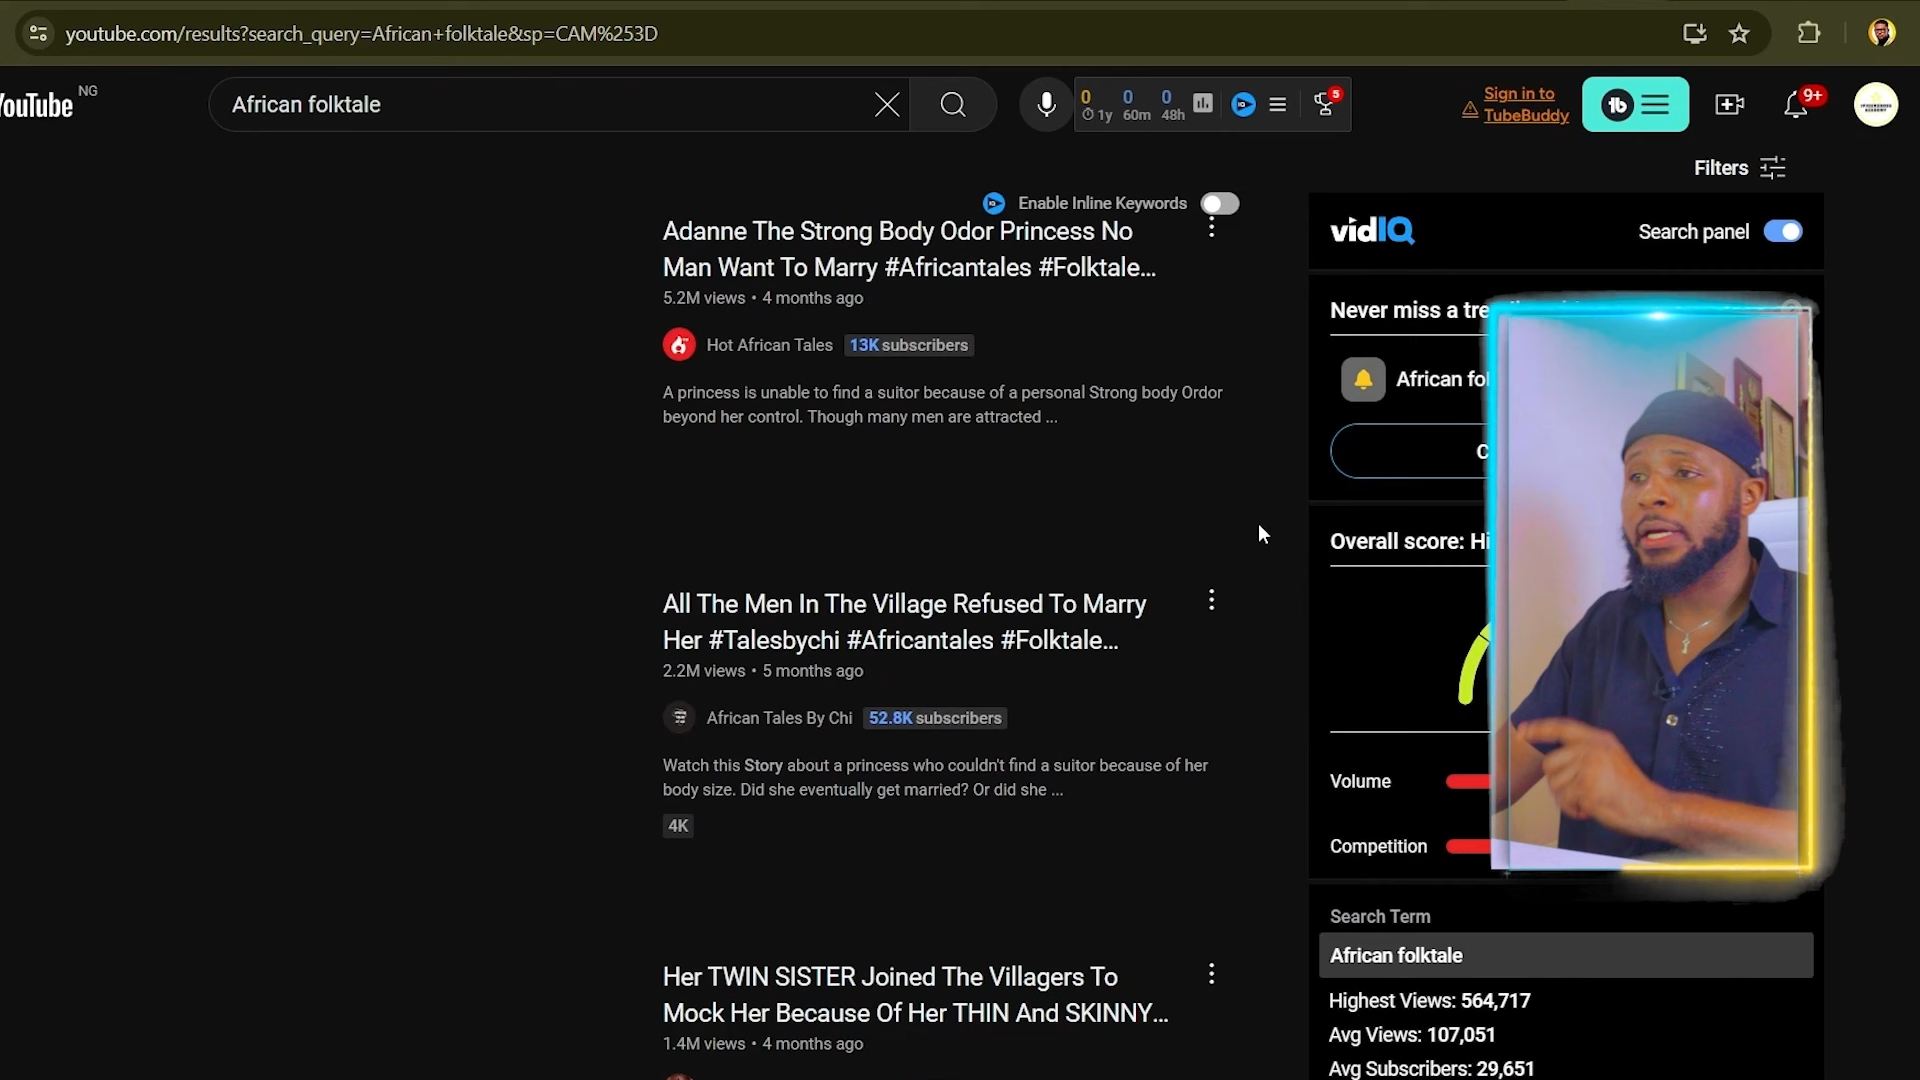 youtube.com/results?search_query=African+folktale&sp=CAM%253D
YouTube NG
African folktale
0 0 0
1y 60m 48h
5
Sign in to
TubeBuddy
tb
9+
Filters
Enable Inline Keywords
Adanne The Strong Body Odor Princess No
Man Want To Marry #Africantales #Folktale...
5.2M views • 4 months ago
Hot African Tales 13K subscribers
A princess is unable to find a suitor because of a personal Strong body Ordor
beyond her control. Though many men are attracted ...
All The Men In The Village Refused To Marry
Her #Talesbychi #Africantales #Folktale...
2.2M views • 5 months ago
African Tales By Chi 52.8K subscribers
Watch this Story about a princess who couldn't find a suitor because of her
body size. Did she eventually get married? Or did she ...
4K
Her TWIN SISTER Joined The Villagers To
Mock Her Because Of Her THIN And SKINNY...
1.4M views • 4 months ago
vidIQ
Search panel
Never miss a tre
African fol
C
Overall score: Hi
Volume
Competition
Search Term
African folktale
Highest Views: 564,717
Avg Views: 107,051
Avg Subscribers: 29,651